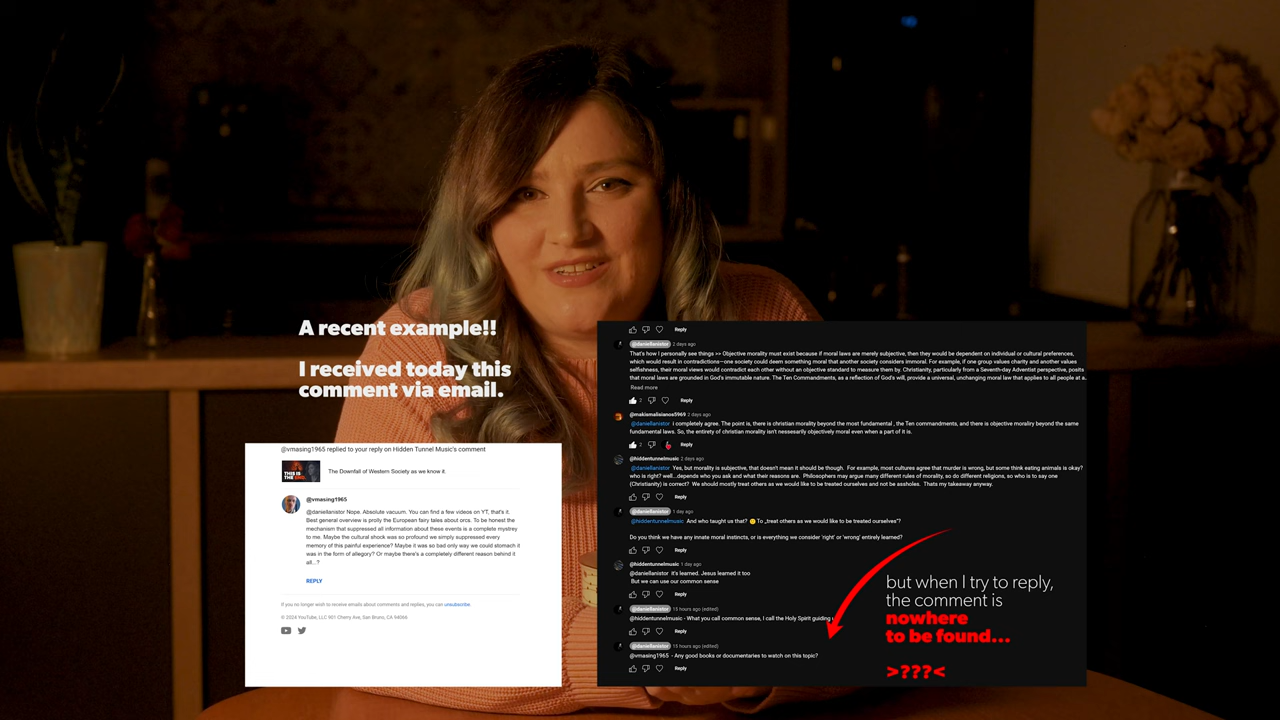 A recent example!!
I received today this
comment via email.
@vmasing1965 replied to your reply on Hidden Tunnel Music's comment
THIS IS
THE END.
The Downfall of Western Society as we know it.
@vmasing1965
@daniellanistor Nope. Absolute vacuum. You can find a few videos on YT, that's it.
Best general overview is prolly the European fairy tales about orcs. To be honest the
mechanism that suppressed all information about these events is a complete mystrey
to me. Maybe the cultural shock was so profound we simply suppressed every
memory of this painful experience? Maybe it was so bad only way we could stomach it
was in the form of allegory? Or maybe there's a completely different reason behind it
all...?
REPLY
If you no longer wish to receive emails about comments and replies, you can unsubscribe.
© 2024 YouTube, LLC 901 Cherry Ave, San Bruno, CA 94066
Reply
@daniellanistor 2 days ago
That's how I personally see things >> Objective morality must exist because if moral laws are merely subjective, then they would be dependent on individual or cultural preferences,
which would result in contradictions—one society could deem something moral that another society considers immoral. For example, if one group values charity and another values
selfishness, their moral views would contradict each other without an objective standard to measure them by. Christianity, particularly from a Seventh-day Adventist perspective, posits
that moral laws are grounded in God's immutable nature. The Ten Commandments, as a reflection of God's will, provide a universal, unchanging moral law that applies to all people at a..
Read more
2 Reply
@makismalisianos5969 2 days ago
@daniellanistor i completely agree. The point is, there is christian morality beyond the most fundamental , the Ten commandments, and there is objective morality beyond the same
fundamental laws. So, the entirety of christian morality isn't nessesarily objectively moral even when a part of it is.
2 Reply
@hiddentunnelmusic 2 days ago
@daniellanistor Yes, but morality is subjective, that doesn't mean it should be though. For example, most cultures agree that murder is wrong, but some think eating animals is okay?
who is right? well...depends who you ask and what their reasons are. Philosophers may argue many different rules of morality, so do different religions, so who is to say one
(Christianity) is correct? We should mostly treat others as we would like to be treated ourselves and not be assholes. Thats my takeaway anyway.
Reply
@daniellanistor 1 day ago
@hiddentunnelmusic And who taught us that? 🙂 To „treat others as we would like to be treated ourselves”?
Do you think we have any innate moral instincts, or is everything we consider 'right' or 'wrong' entirely learned?
Reply
@hiddentunnelmusic 1 day ago
@daniellanistor it's learned. Jesus learned it too
But we can use our common sense
Reply
@daniellanistor 15 hours ago (edited)
@hiddentunnelmusic - What you call common sense, I call the Holy Spirit guiding
Reply
@daniellanistor 15 hours ago (edited)
@vmasing1965 - Any good books or documentaries to watch on this topic?
Reply
but when I try to reply,
the comment is
nowhere
to be found...
>???<